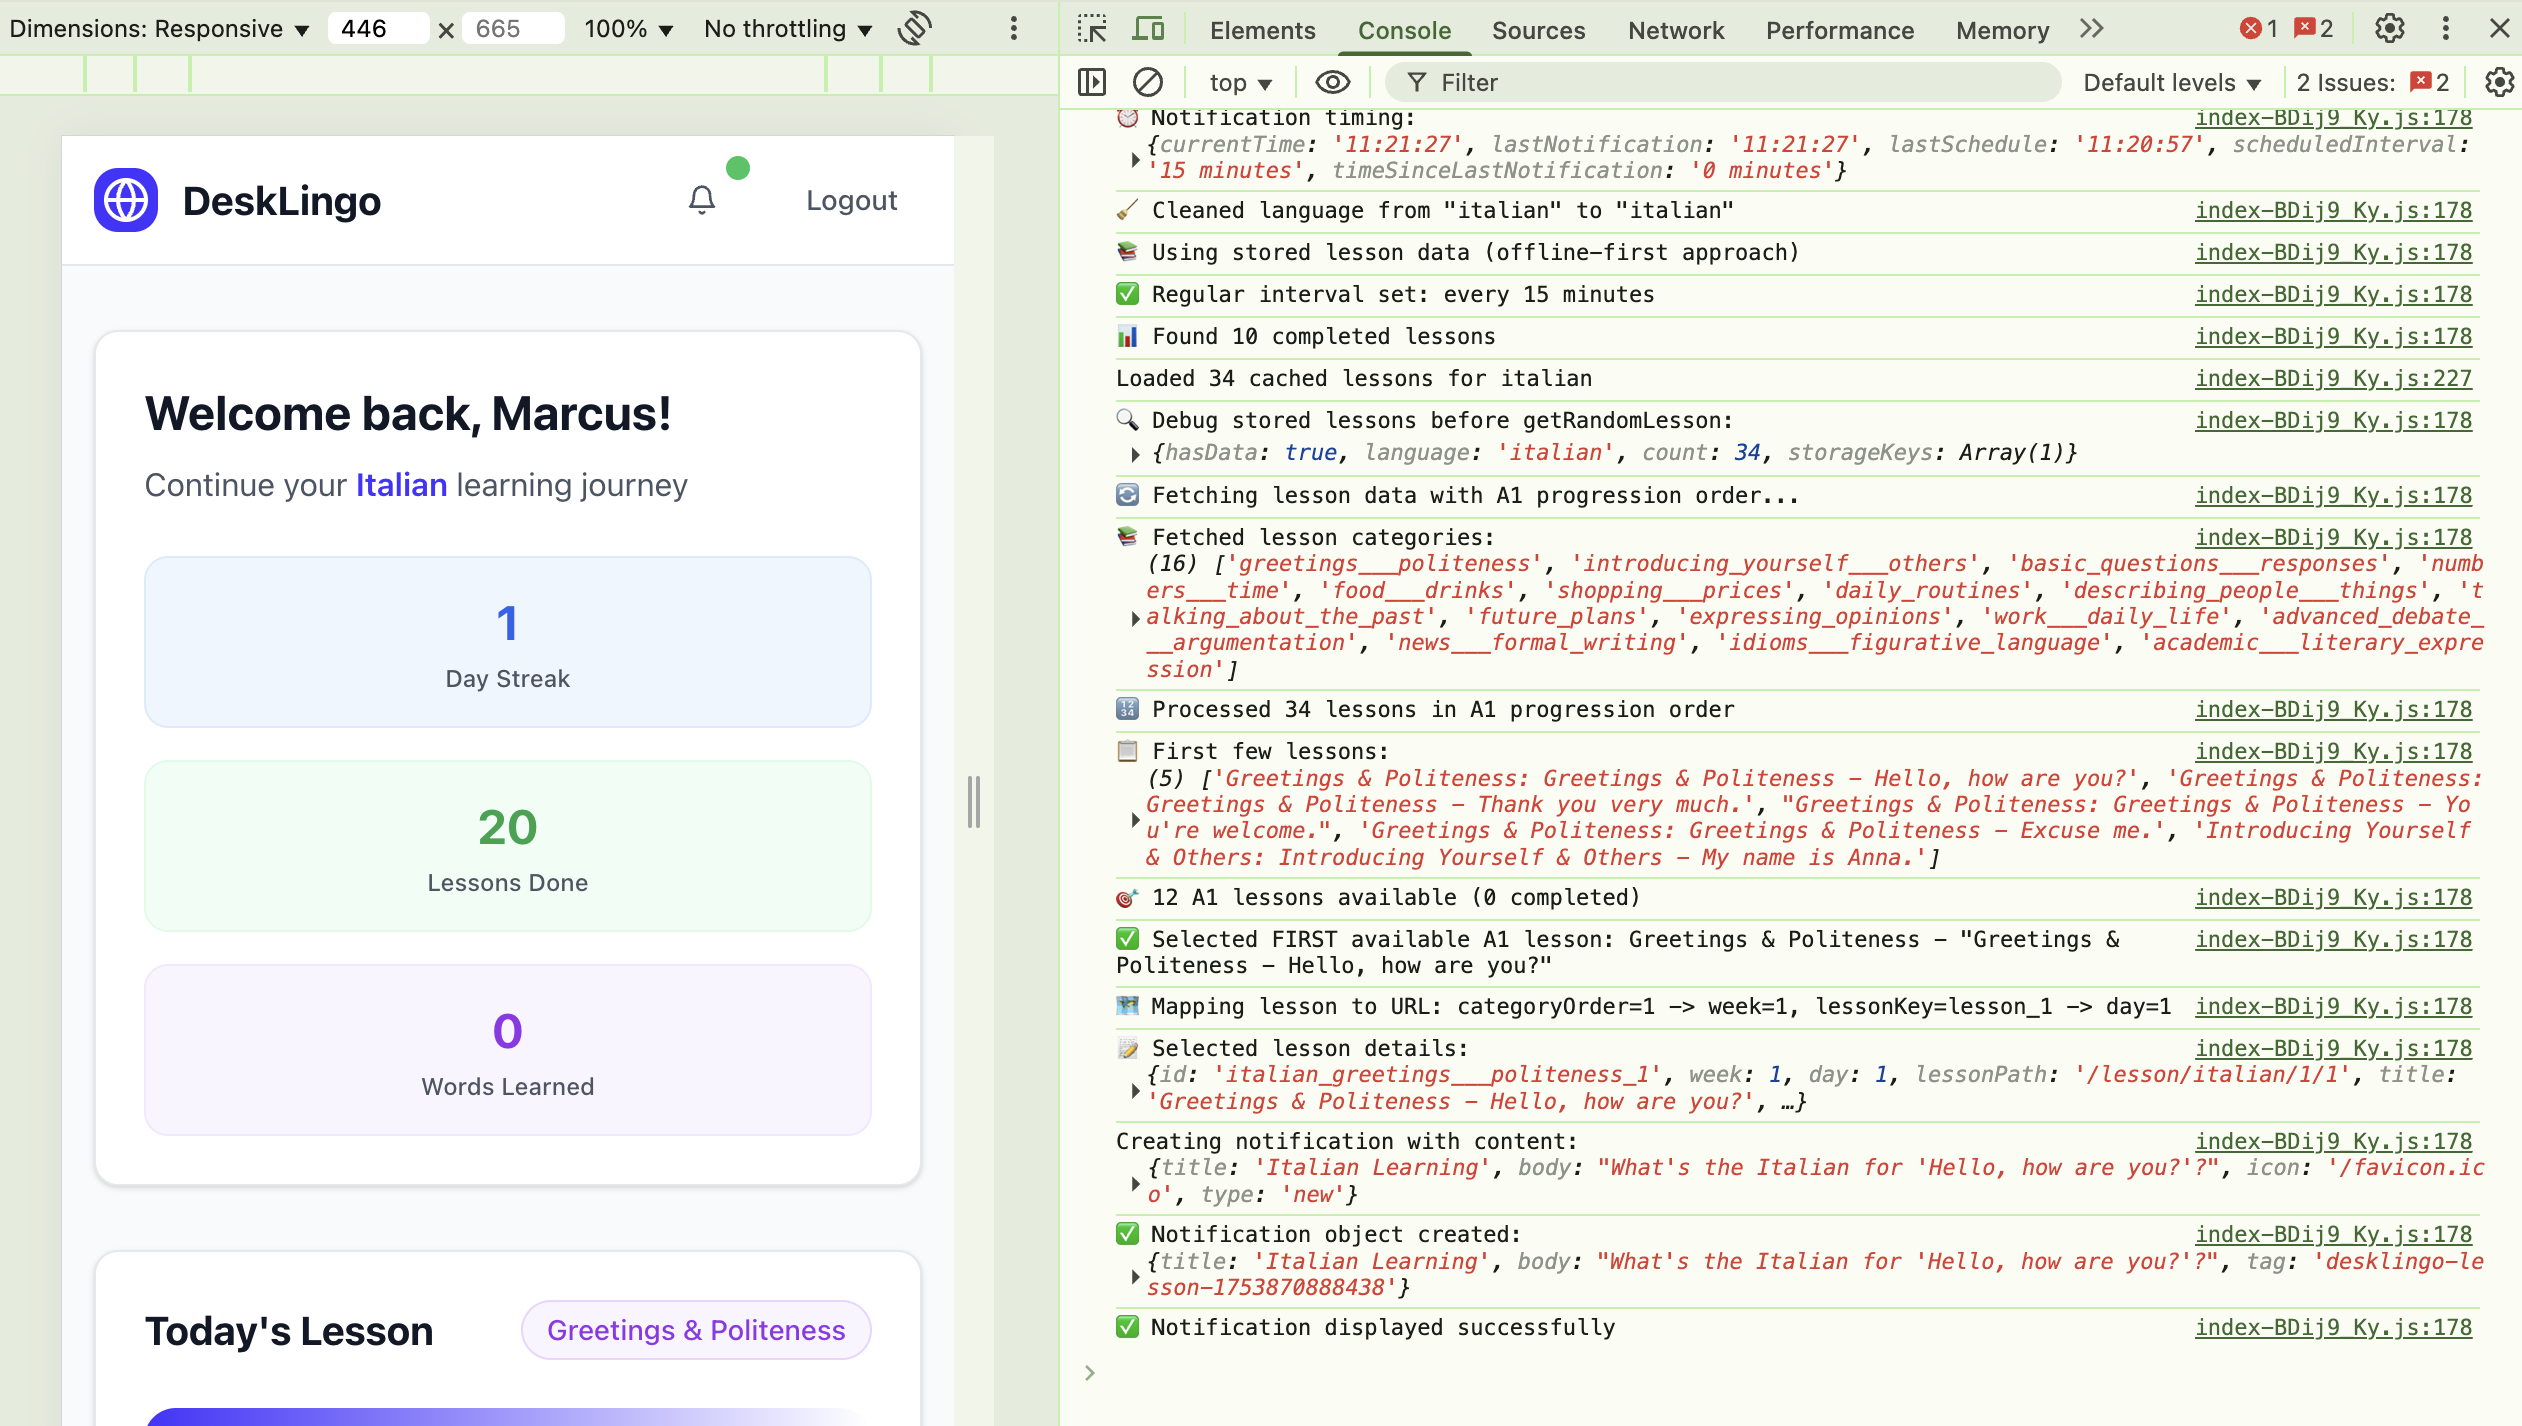 Dimensions: Responsive ▼ 446 × 665 100% ▼ No throttling ▼
Elements Console Sources Network Performance Memory 1 2
top ▼ Filter Default levels ▼ 2 Issues: 2
DeskLingo
Logout
Welcome back, Marcus!
Continue your Italian learning journey
1
Day Streak
20
Lessons Done
0
Words Learned
Today's Lesson
Greetings & Politeness
⏰ Notification timing: index-BDij9_Ky.js:178
{currentTime: '11:21:27', lastNotification: '11:21:27', lastSchedule: '11:20:57', scheduledInterval:
'15 minutes', timeSinceLastNotification: '0 minutes'}
🧹 Cleaned language from "italian" to "italian" index-BDij9_Ky.js:178
📚 Using stored lesson data (offline-first approach) index-BDij9_Ky.js:178
✅ Regular interval set: every 15 minutes index-BDij9_Ky.js:178
📊 Found 10 completed lessons index-BDij9_Ky.js:178
Loaded 34 cached lessons for italian index-BDij9_Ky.js:227
🔍 Debug stored lessons before getRandomLesson: index-BDij9_Ky.js:178
{hasData: true, language: 'italian', count: 34, storageKeys: Array(1)}
🔄 Fetching lesson data with A1 progression order... index-BDij9_Ky.js:178
📚 Fetched lesson categories: index-BDij9_Ky.js:178
(16) ['greetings___politeness', 'introducing_yourself___others', 'basic_questions___responses', 'numb
ers___time', 'food___drinks', 'shopping___prices', 'daily_routines', 'describing_people___things', 't
alking_about_the_past', 'future_plans', 'expressing_opinions', 'work___daily_life', 'advanced_debate_
__argumentation', 'news___formal_writing', 'idioms___figurative_language', 'academic___literary_expre
ssion']
🔢 Processed 34 lessons in A1 progression order index-BDij9_Ky.js:178
📋 First few lessons: index-BDij9_Ky.js:178
(5) ['Greetings & Politeness: Greetings & Politeness – Hello, how are you?', 'Greetings & Politeness:
Greetings & Politeness – Thank you very much.', "Greetings & Politeness: Greetings & Politeness – Yo
u're welcome.", 'Greetings & Politeness: Greetings & Politeness – Excuse me.', 'Introducing Yourself
& Others: Introducing Yourself & Others – My name is Anna.']
🎯 12 A1 lessons available (0 completed) index-BDij9_Ky.js:178
✅ Selected FIRST available A1 lesson: Greetings & Politeness – "Greetings & index-BDij9_Ky.js:178
Politeness – Hello, how are you?"
🗺️ Mapping lesson to URL: categoryOrder=1 -> week=1, lessonKey=lesson_1 -> day=1 index-BDij9_Ky.js:178
📝 Selected lesson details: index-BDij9_Ky.js:178
{id: 'italian_greetings___politeness_1', week: 1, day: 1, lessonPath: '/lesson/italian/1/1', title:
'Greetings & Politeness – Hello, how are you?', …}
Creating notification with content: index-BDij9_Ky.js:178
{title: 'Italian Learning', body: "What's the Italian for 'Hello, how are you?'?", icon: '/favicon.ic
o', type: 'new'}
✅ Notification object created: index-BDij9_Ky.js:178
{title: 'Italian Learning', body: "What's the Italian for 'Hello, how are you?'?", tag: 'desklingo-le
sson-1753870888438'}
✅ Notification displayed successfully index-BDij9_Ky.js:178